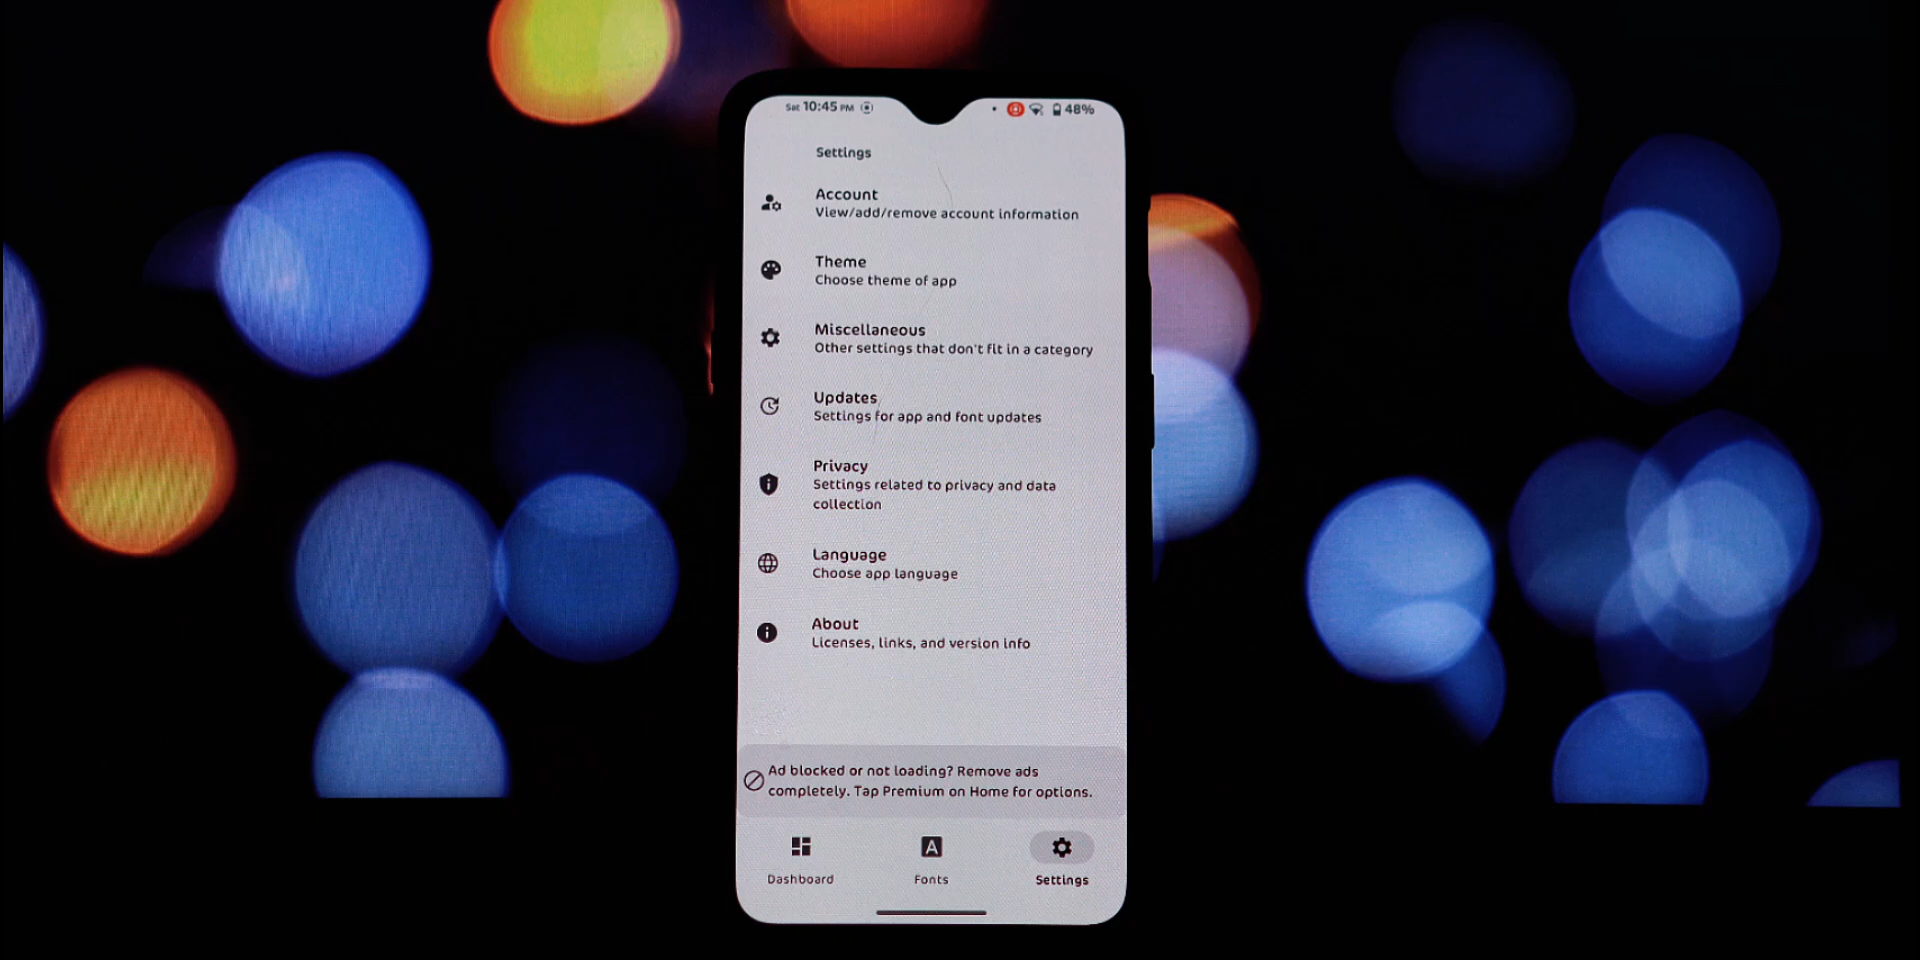 Sat 10:45 PM
48%
Settings
Account
View/add/remove account information
Theme
Choose theme of app
Miscellaneous
Other settings that don't fit in a category
Updates
Settings for app and font updates
Privacy
Settings related to privacy and data
collection
Language
Choose app language
About
Licenses, links, and version info
Ad blocked or not loading? Remove ads
completely. Tap Premium on Home for options.
A
Dashboard
Fonts
Settings